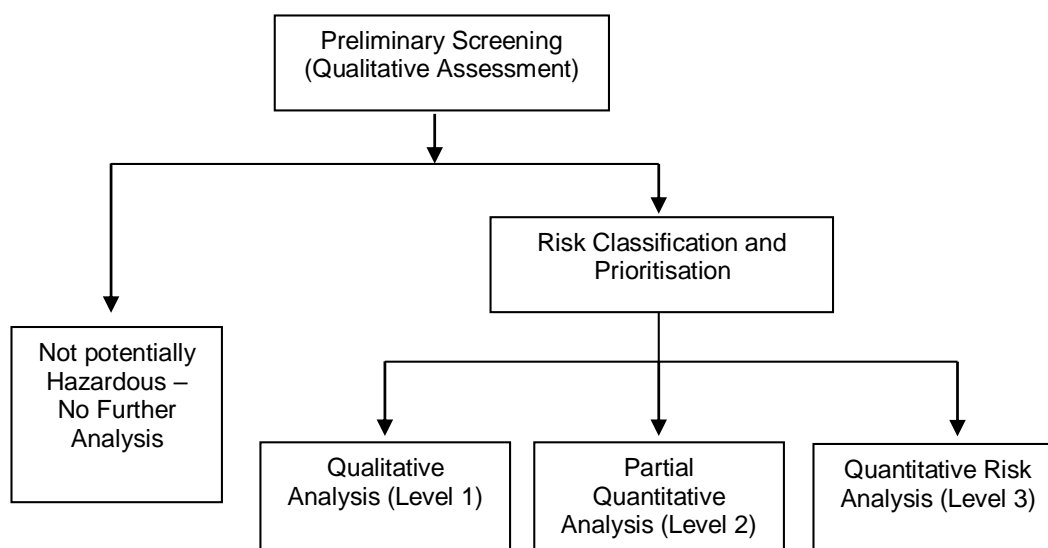 Preliminary Screening
(Qualitative Assessment)
Risk Classification and
Prioritisation
Not potentially
Hazardous –
No Further
Analysis
Qualitative
Analysis (Level 1)
Partial
Quantitative
Analysis (Level 2)
Quantitative Risk
Analysis (Level 3)